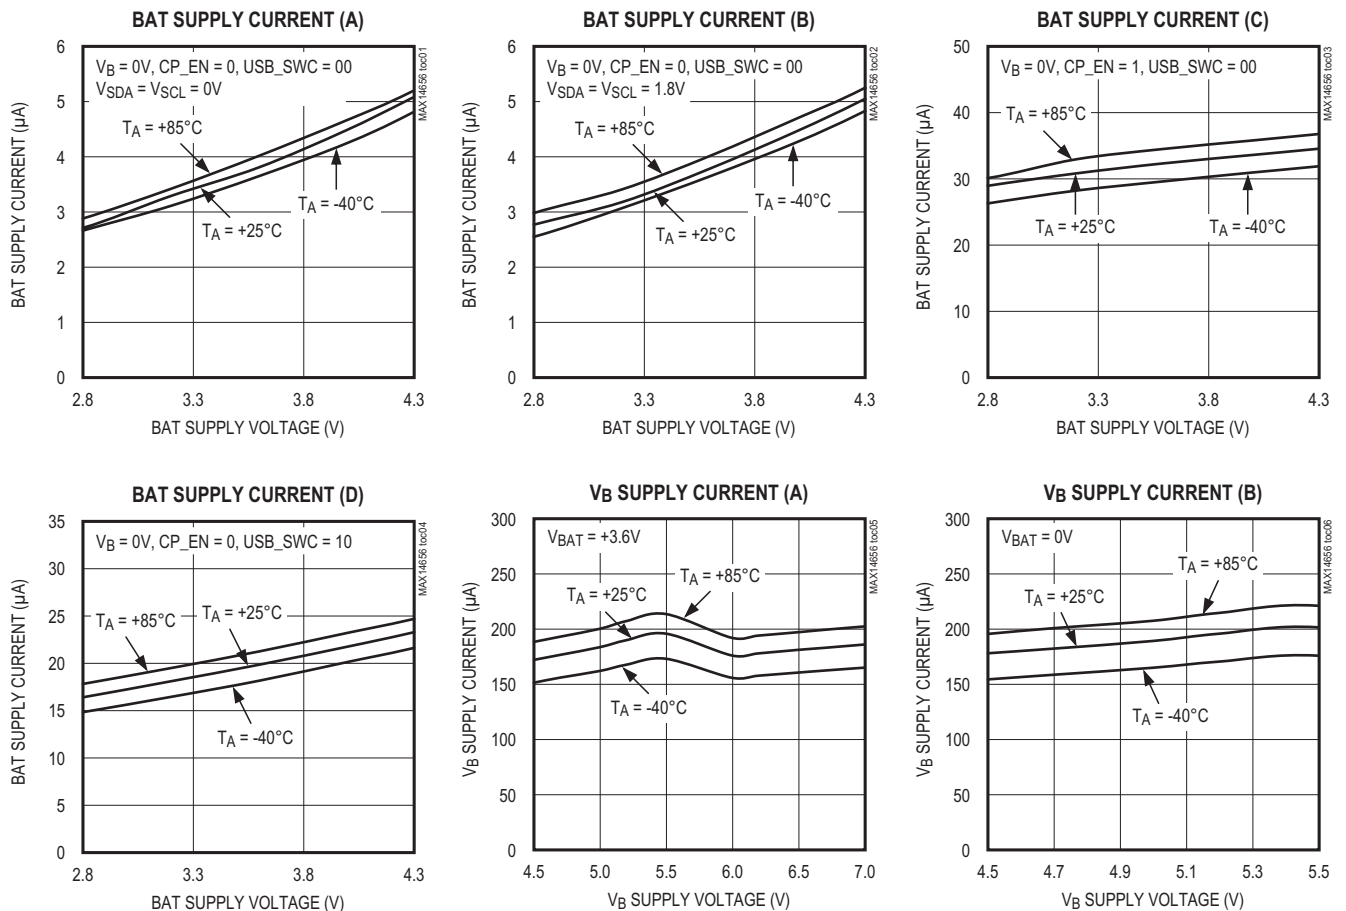 BAT SUPPLY CURRENT (A)
6
5
4
3
2
1
0
BAT SUPPLY CURRENT (µA)
VB = 0V, CP_EN = 0, USB_SWC = 00
VSDA = VSCL = 0V
TA = +85°C
TA = -40°C
TA = +25°C
MAX14656 toc01
2.8 3.3 3.8 4.3
BAT SUPPLY VOLTAGE (V)
BAT SUPPLY CURRENT (B)
6
5
4
3
2
1
0
BAT SUPPLY CURRENT (µA)
VB = 0V, CP_EN = 0, USB_SWC = 00
VSDA = VSCL = 1.8V
TA = +85°C
TA = -40°C
TA = +25°C
MAX14656 toc02
2.8 3.3 3.8 4.3
BAT SUPPLY VOLTAGE (V)
BAT SUPPLY CURRENT (C)
50
40
30
20
10
0
BAT SUPPLY CURRENT (µA)
VB = 0V, CP_EN = 1, USB_SWC = 00
TA = +85°C
TA = +25°C
TA = -40°C
MAX14656 toc03
2.8 3.3 3.8 4.3
BAT SUPPLY VOLTAGE (V)
BAT SUPPLY CURRENT (D)
35
30
25
20
15
10
5
0
BAT SUPPLY CURRENT (µA)
VB = 0V, CP_EN = 0, USB_SWC = 10
TA = +85°C
TA = +25°C
TA = -40°C
MAX14656 toc04
2.8 3.3 3.8 4.3
BAT SUPPLY VOLTAGE (V)
VB SUPPLY CURRENT (A)
300
250
200
150
100
50
0
VB SUPPLY CURRENT (µA)
VBAT = +3.6V
TA = +85°C
TA = +25°C
TA = -40°C
MAX14656 toc05
4.5 5.0 5.5 6.0 6.5 7.0
VB SUPPLY VOLTAGE (V)
VB SUPPLY CURRENT (B)
300
250
200
150
100
50
0
VB SUPPLY CURRENT (µA)
VBAT = 0V
TA = +85°C
TA = +25°C
TA = -40°C
MAX14656 toc06
4.5 4.7 4.9 5.1 5.3 5.5
VB SUPPLY VOLTAGE (V)